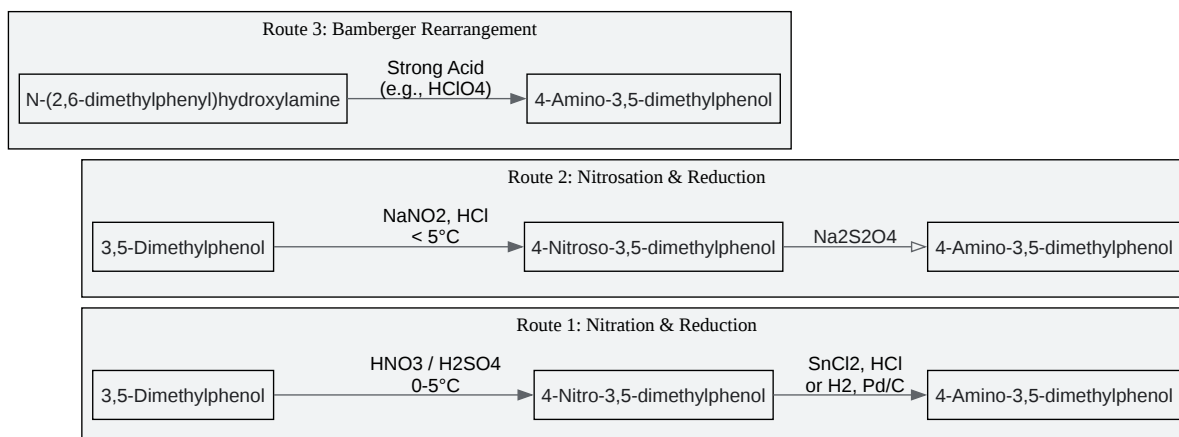 Route 3: Bamberger Rearrangement
N-(2,6-dimethylphenyl)hydroxylamine
Strong Acid
(e.g., HClO4)
4-Amino-3,5-dimethylphenol
Route 2: Nitrosation & Reduction
3,5-Dimethylphenol
NaNO2, HCl
< 5°C
4-Nitroso-3,5-dimethylphenol
Na2S2O4
4-Amino-3,5-dimethylphenol
Route 1: Nitration & Reduction
3,5-Dimethylphenol
HNO3 / H2SO4
0-5°C
4-Nitro-3,5-dimethylphenol
SnCl2, HCl
or H2, Pd/C
4-Amino-3,5-dimethylphenol